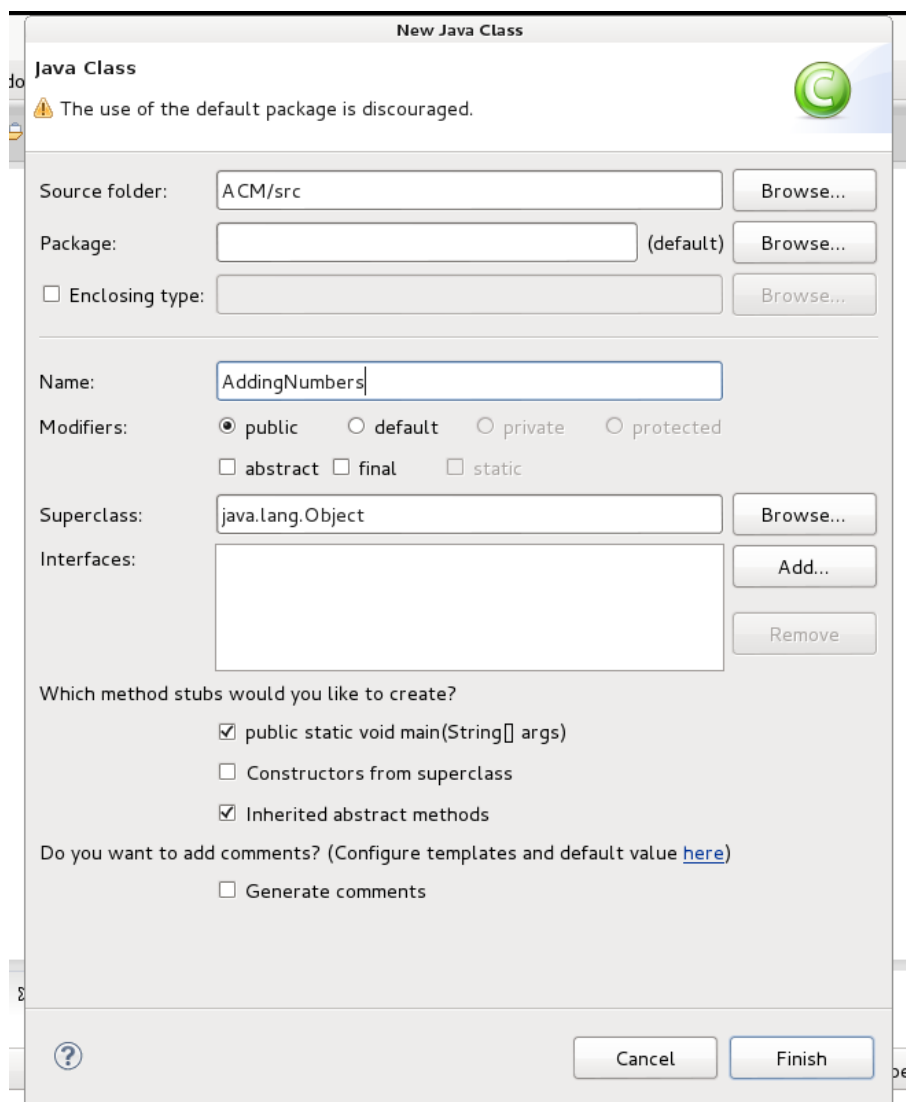 New Java Class
Java Class
The use of the default package is discouraged.
Source folder: ACM/src Browse...
Package: (default) Browse...
Enclosing type: Browse...
Name: AddingNumbers
Modifiers: public default private protected
abstract final static
Superclass: java.lang.Object Browse...
Interfaces: Add...
Remove
Which method stubs would you like to create?
public static void main(String[] args)
Constructors from superclass
Inherited abstract methods
Do you want to add comments? (Configure templates and default value here)
Generate comments
Cancel Finish